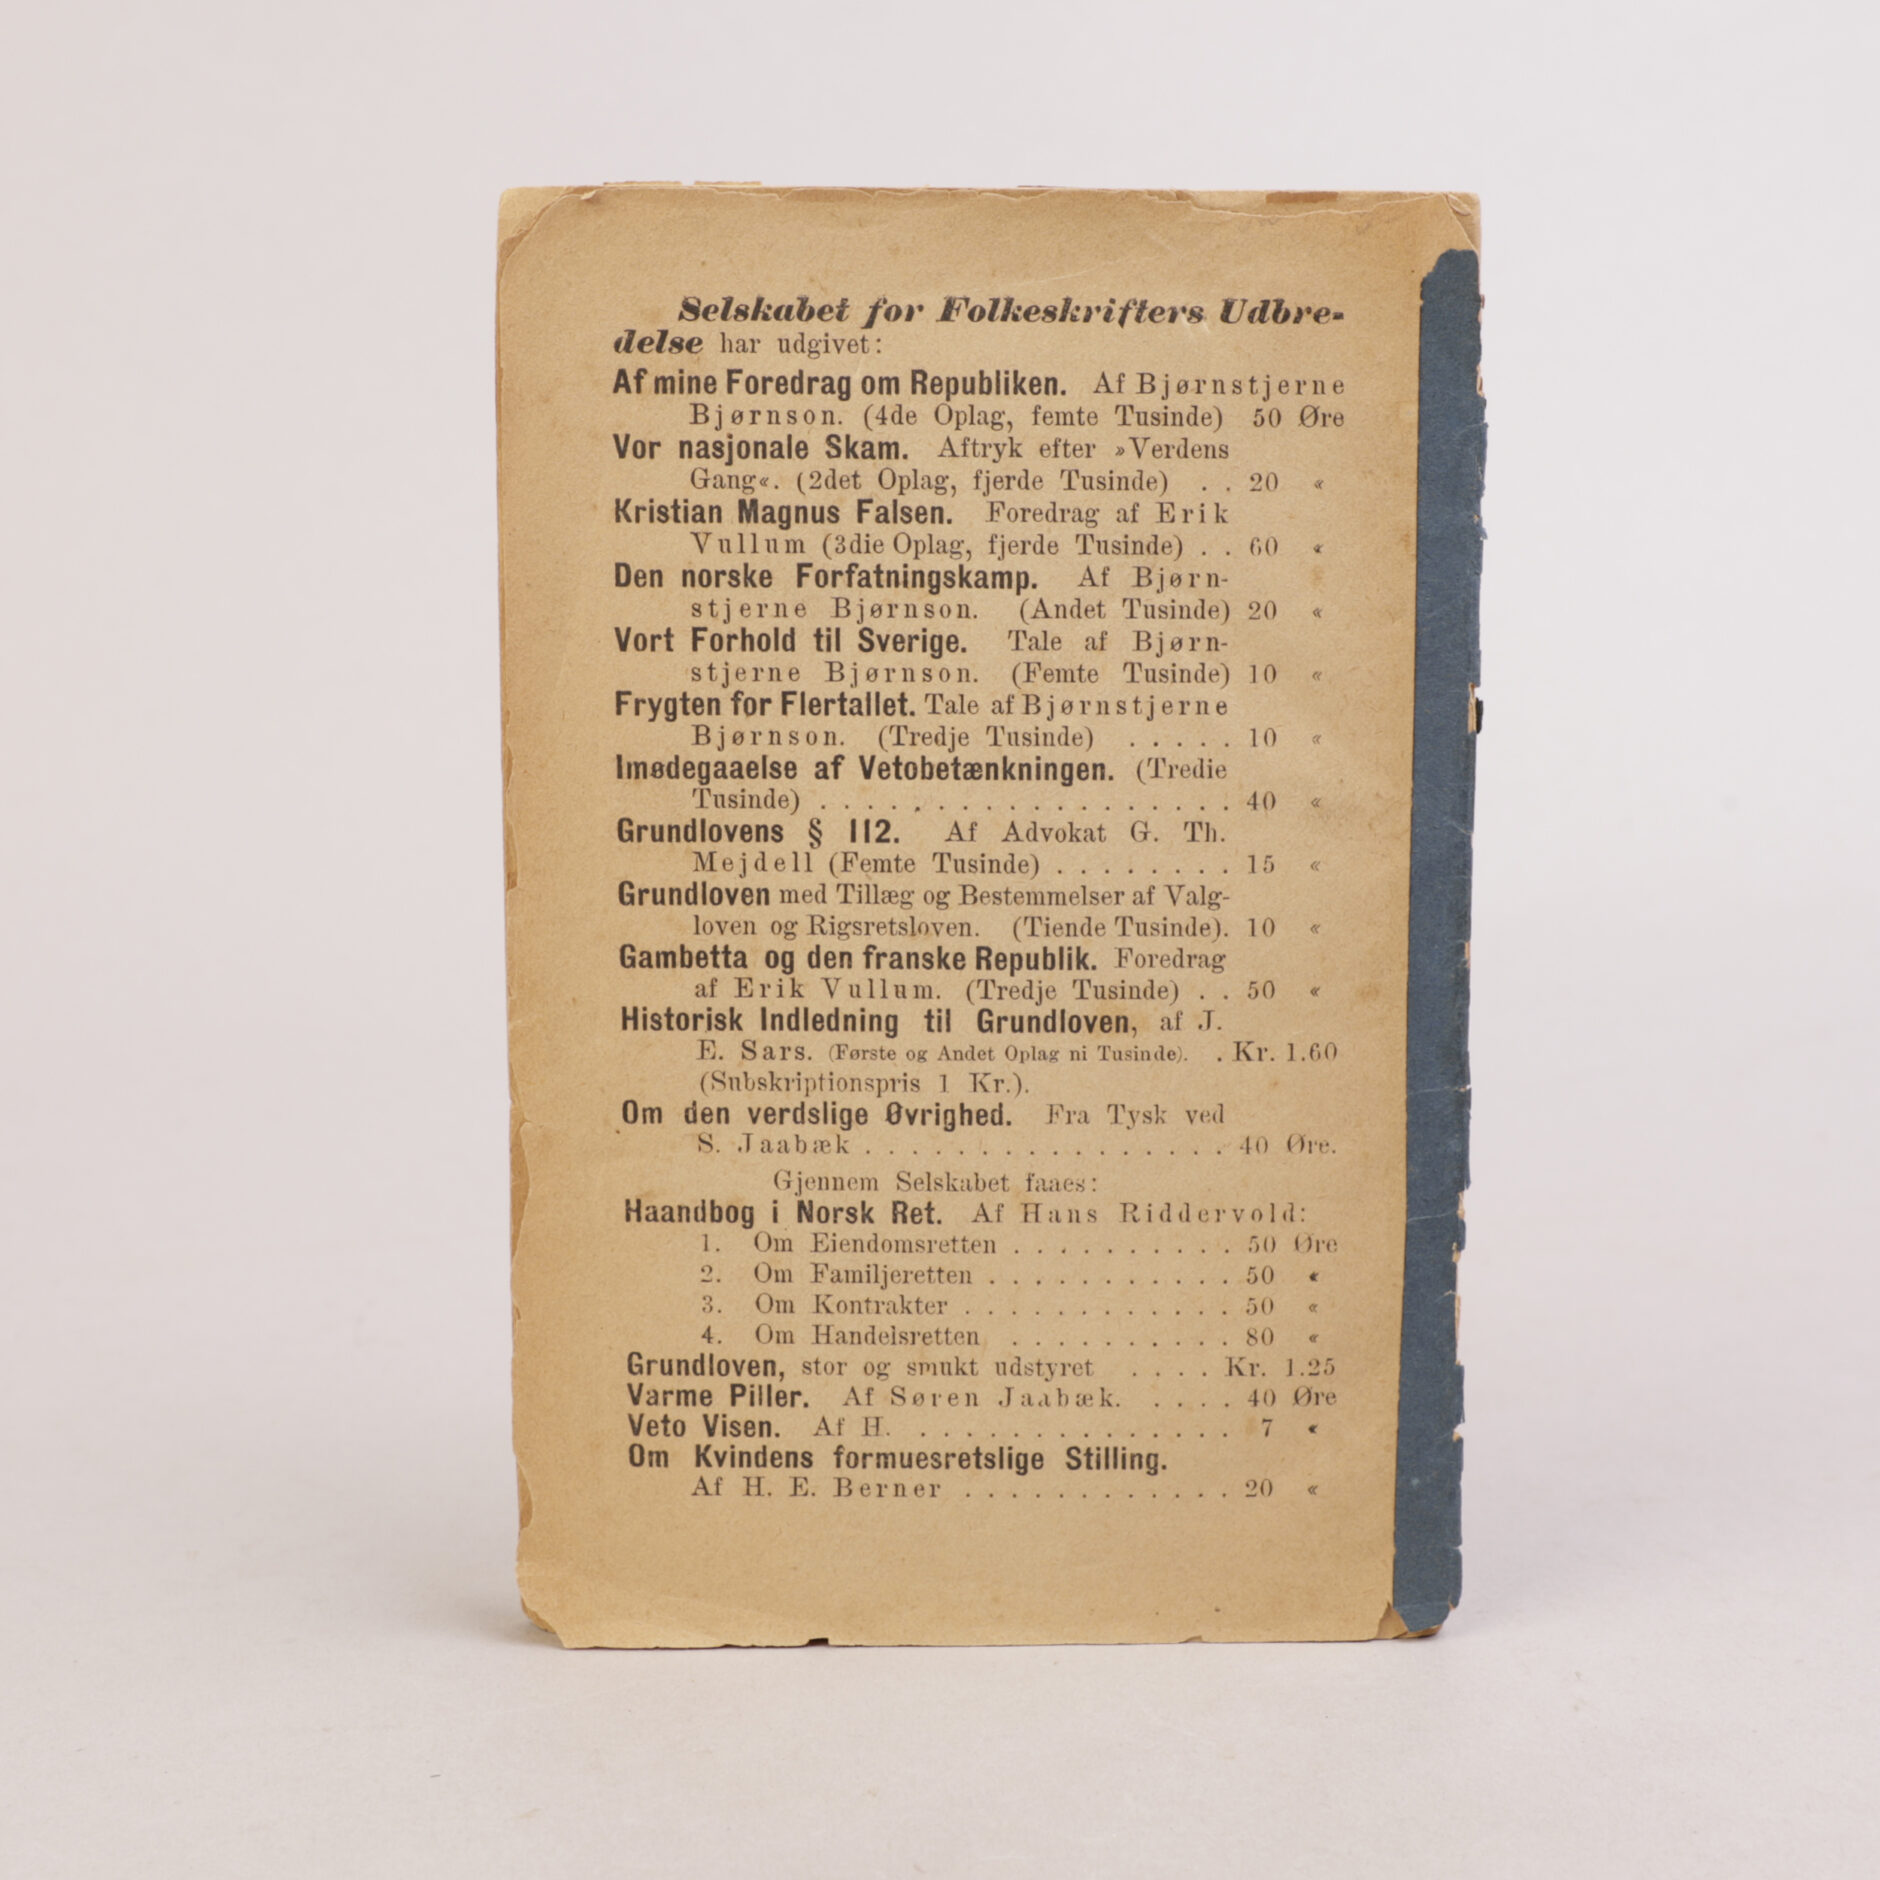 Selskabet for Folkeskrifters Udbre-
delse har udgivet:
Af mine Foredrag om Republiken. Af Bjørnstjerne
Bjørnson. (4de Oplag, femte Tusinde) 50 Øre
Vor nasjonale Skam. Aftryk efter »Verdens
Gang«. (2det Oplag, fjerde Tusinde) . . 20 «
Kristian Magnus Falsen. Foredrag af Erik
Vullum (3die Oplag, fjerde Tusinde) . . 60 «
Den norske Forfatningskamp. Af Bjørn-
stjerne Bjørnson. (Andet Tusinde) 20 «
Vort Forhold til Sverige. Tale af Bjørn-
stjerne Bjørnson. (Femte Tusinde) 10 «
Frygten for Flertallet. Tale af Bjørnstjerne
Bjørnson. (Tredje Tusinde) . . . . . 10 «
Imødegaaelse af Vetobetænkningen. (Tredie
Tusinde) . . . . . . . . . . . . . . . . . . 40 «
Grundlovens § 112. Af Advokat G. Th.
Mejdell (Femte Tusinde) . . . . . . . . 15 «
Grundloven med Tillæg og Bestemmelser af Valg-
loven og Rigsretsloven. (Tiende Tusinde). 10 «
Gambetta og den franske Republik. Foredrag
af Erik Vullum. (Tredje Tusinde) . . 50 «
Historisk Indledning til Grundloven, af J.
E. Sars. (Første og Andet Oplag ni Tusinde). . Kr. 1.60
(Subskriptionspris 1 Kr.).
Om den verdslige Øvrighed. Fra Tysk ved
S. Jaabæk . . . . . . . . . . . . . . . . 40 Øre.
Gjennem Selskabet faaes:
Haandbog i Norsk Ret. Af Hans Riddervold:
1. Om Eiendomsretten . . . . . . . . . . 50 Øre
2. Om Familjeretten . . . . . . . . . . . 50 «
3. Om Kontrakter . . . . . . . . . . . . 50 «
4. Om Handelsretten . . . . . . . . . . 80 «
Grundloven, stor og smukt udstyret . . . . Kr. 1.25
Varme Piller. Af Søren Jaabæk. . . . . 40 Øre
Veto Visen. Af H. . . . . . . . . . . . . . . 7 «
Om Kvindens formuesretslige Stilling.
Af H. E. Berner . . . . . . . . . . . . 20 «